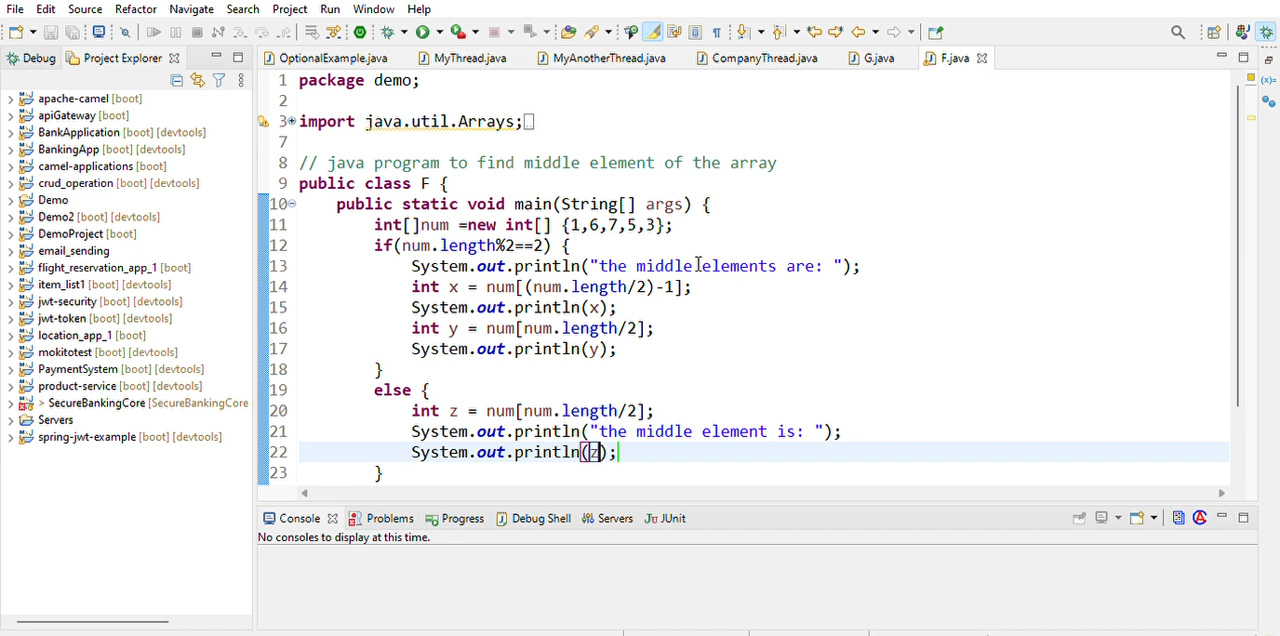 File Edit Source Refactor Navigate Search Project Run Window Help
Debug Project Explorer
apache-camel [boot]
apiGateway [boot]
BankApplication [boot] [devtools]
BankingApp [boot] [devtools]
camel-applications [boot]
crud_operation [boot] [devtools]
Demo
Demo2 [boot] [devtools]
DemoProject [boot]
email_sending
flight_reservation_app_1 [boot]
item_list1 [boot] [devtools]
jwt-security [boot]
jwt-token [boot] [devtools]
location_app_1 [boot]
mokitotest [boot] [devtools]
PaymentSystem [boot] [devtools]
product-service [boot] [devtools]
> SecureBankingCore [SecureBankingCore
Servers
spring-jwt-example [boot] [devtools]
OptionalExample.java MyThread.java MyAnotherThread.java CompanyThread.java G.java F.java
1 package demo;
2
3 import java.util.Arrays;
7
8 // java program to find middle element of the array
9 public class F {
10 public static void main(String[] args) {
11 int[]num =new int[] {1,6,7,5,3};
12 if(num.length%2==2) {
13 System.out.println("the middle elements are: ");
14 int x = num[(num.length/2)-1];
15 System.out.println(x);
16 int y = num[num.length/2];
17 System.out.println(y);
18 }
19 else {
20 int z = num[num.length/2];
21 System.out.println("the middle element is: ");
22 System.out.println(z);
23 }
(x)=
Console Problems Progress Debug Shell Servers JUnit
No consoles to display at this time.